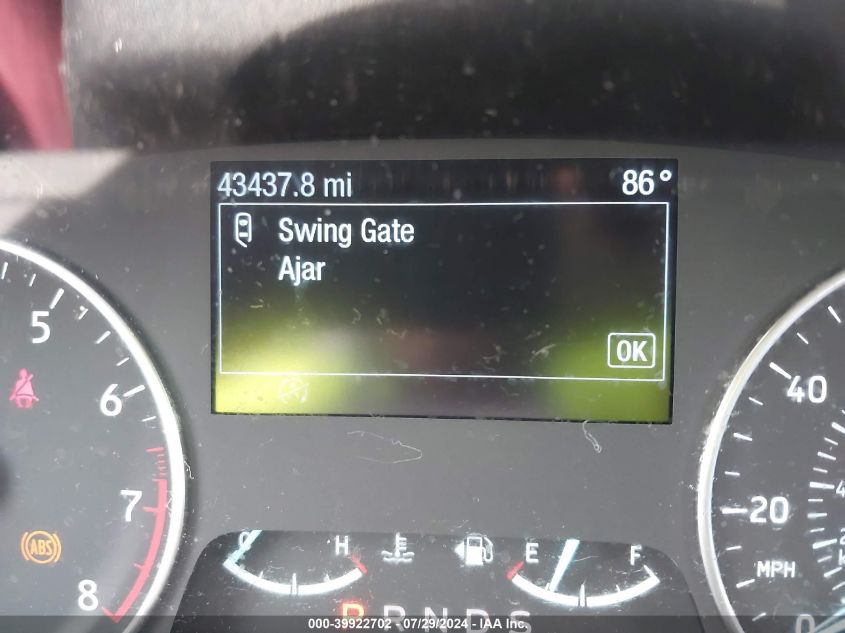 43437.8 mi 86°
Swing Gate
Ajar
OK
5
6
7
8
ABS
40
20
MPH
0
C H E F
P R N D S
000-39922702 - 07/29/2024 - IAA Inc.